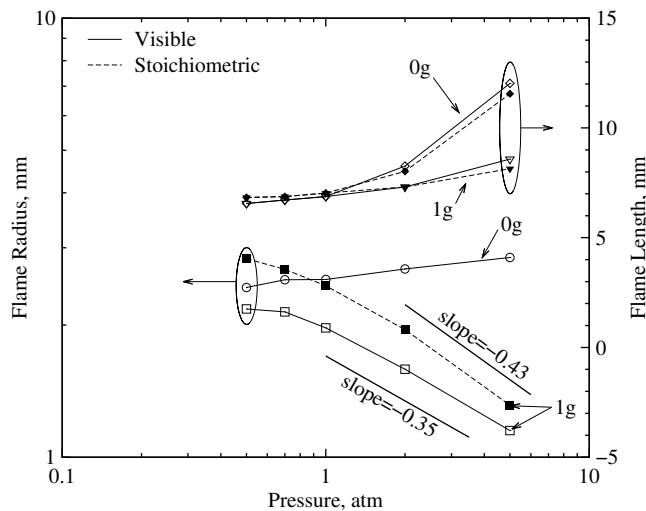 10
15
Visible
Stoichiometric
0g
10
1g
5
0g
Flame Radius, mm
Flame Length, mm
0
slope=−0.43
slope=−0.35
1g
1
−5
0.1
1
10
Pressure, atm